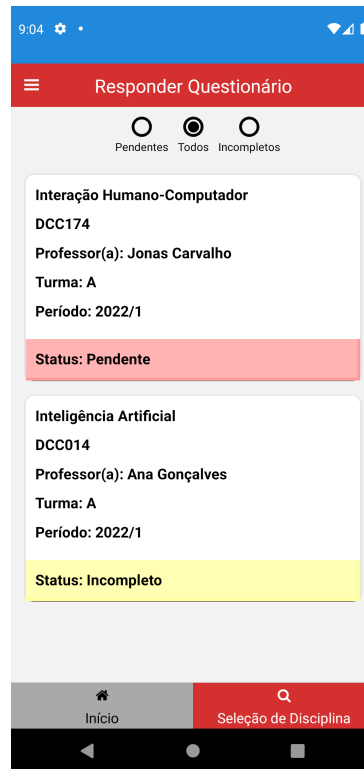 9:04
Responder Questionário
Pendentes Todos Incompletos
Interação Humano-Computador
DCC174
Professor(a): Jonas Carvalho
Turma: A
Período: 2022/1
Status: Pendente
Inteligência Artificial
DCC014
Professor(a): Ana Gonçalves
Turma: A
Período: 2022/1
Status: Incompleto
Início
Seleção de Disciplina